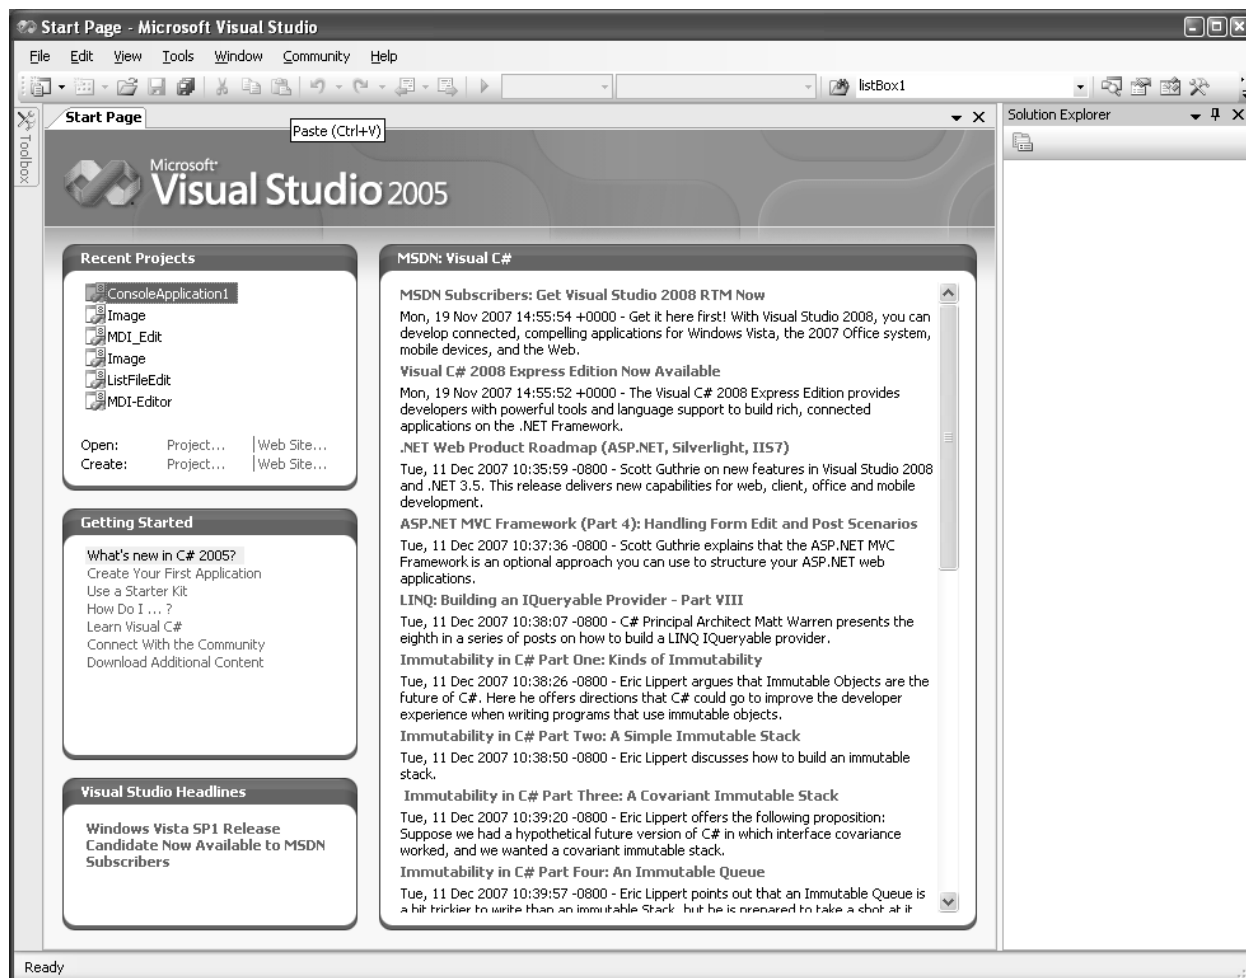 Start Page - Microsoft Visual Studio
File Edit View Tools Window Community Help
listBox1
Toolbox
Start Page
Paste (Ctrl+V)
Solution Explorer
Microsoft
Visual Studio 2005
Recent Projects
ConsoleApplication1
Image
MDI_Edit
Image
ListFileEdit
MDI-Editor
Open: Project... | Web Site...
Create: Project... | Web Site...
Getting Started
What's new in C# 2005?
Create Your First Application
Use a Starter Kit
How Do I ... ?
Learn Visual C#
Connect With the Community
Download Additional Content
Visual Studio Headlines
Windows Vista SP1 Release
Candidate Now Available to MSDN
Subscribers
MSDN: Visual C#
MSDN Subscribers: Get Visual Studio 2008 RTM Now
Mon, 19 Nov 2007 14:55:54 +0000 - Get it here first! With Visual Studio 2008, you can
develop connected, compelling applications for Windows Vista, the 2007 Office system,
mobile devices, and the Web.
Visual C# 2008 Express Edition Now Available
Mon, 19 Nov 2007 14:55:52 +0000 - The Visual C# 2008 Express Edition provides
developers with powerful tools and language support to build rich, connected
applications on the .NET Framework.
.NET Web Product Roadmap (ASP.NET, Silverlight, IIS7)
Tue, 11 Dec 2007 10:35:59 -0800 - Scott Guthrie on new features in Visual Studio 2008
and .NET 3.5. This release delivers new capabilities for web, client, office and mobile
development.
ASP.NET MVC Framework (Part 4): Handling Form Edit and Post Scenarios
Tue, 11 Dec 2007 10:37:36 -0800 - Scott Guthrie explains that the ASP.NET MVC
Framework is an optional approach you can use to structure your ASP.NET web
applications.
LINQ: Building an IQueryable Provider - Part VIII
Tue, 11 Dec 2007 10:38:07 -0800 - C# Principal Architect Matt Warren presents the
eighth in a series of posts on how to build a LINQ IQueryable provider.
Immutability in C# Part One: Kinds of Immutability
Tue, 11 Dec 2007 10:38:26 -0800 - Eric Lippert argues that Immutable Objects are the
future of C#. Here he offers directions that C# could go to improve the developer
experience when writing programs that use immutable objects.
Immutability in C# Part Two: A Simple Immutable Stack
Tue, 11 Dec 2007 10:38:50 -0800 - Eric Lippert discusses how to build an immutable
stack.
Immutability in C# Part Three: A Covariant Immutable Stack
Tue, 11 Dec 2007 10:39:20 -0800 - Eric Lippert offers the following proposition:
Suppose we had a hypothetical future version of C# in which interface covariance
worked, and we wanted a covariant immutable stack.
Immutability in C# Part Four: An Immutable Queue
Tue, 11 Dec 2007 10:39:57 -0800 - Eric Lippert points out that an Immutable Queue is
a bit trickier to write than an immutable Stack, but he is prepared to take a shot at it
Ready